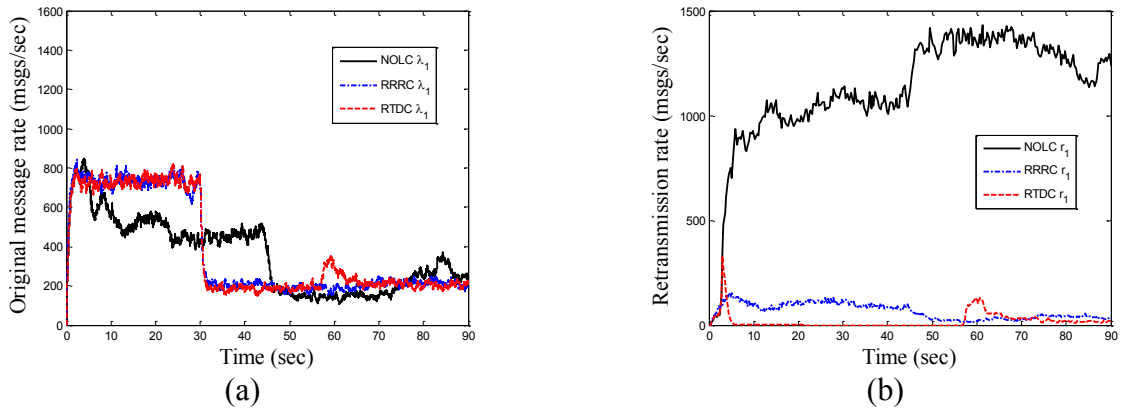 Original message rate (msgs/sec)
1600
1400
1200
1000
800
600
400
200
0
NOLC λ1
RRRC λ1
RTDC λ1
0 10 20 30 40 50 60 70 80 90
Time (sec)
(a)
Retransmission rate (msgs/sec)
1500
1000
500
0
NOLC r1
RRRC r1
RTDC r1
0 10 20 30 40 50 60 70 80 90
Time (sec)
(b)